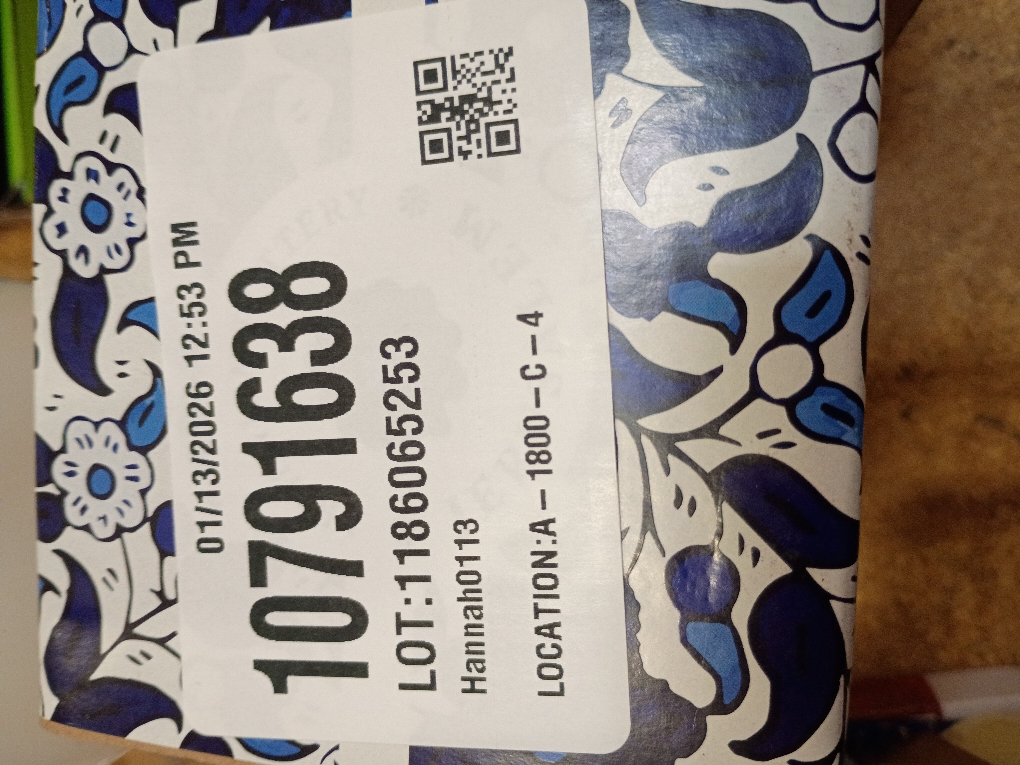 01/13/2026 12:53 PM
10791638
LOT:1186065253
Hannah0113
LOCATION:A-1800-C-4